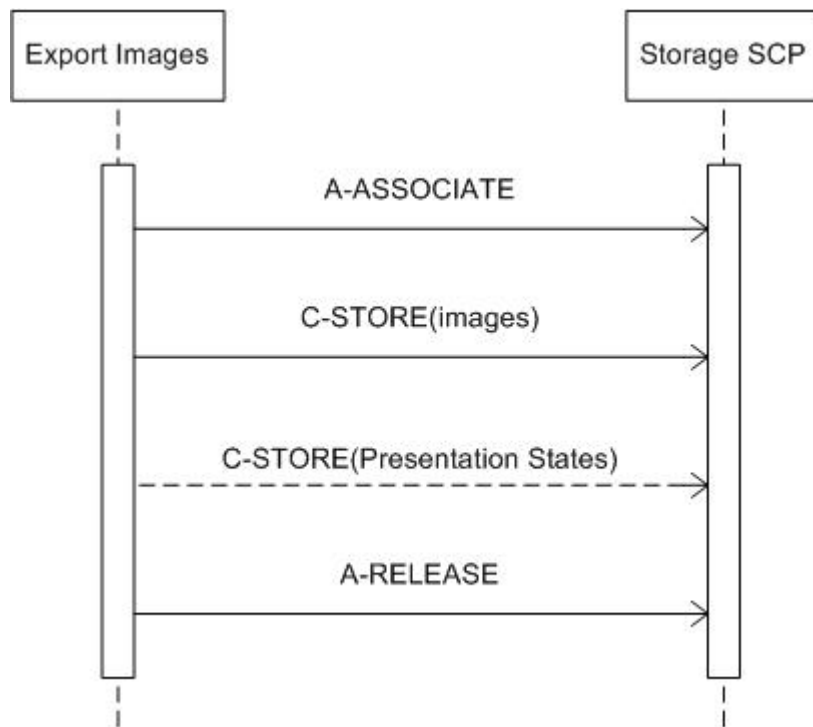 Export Images
Storage SCP
A-ASSOCIATE
C-STORE(images)
C-STORE(Presentation States)
A-RELEASE